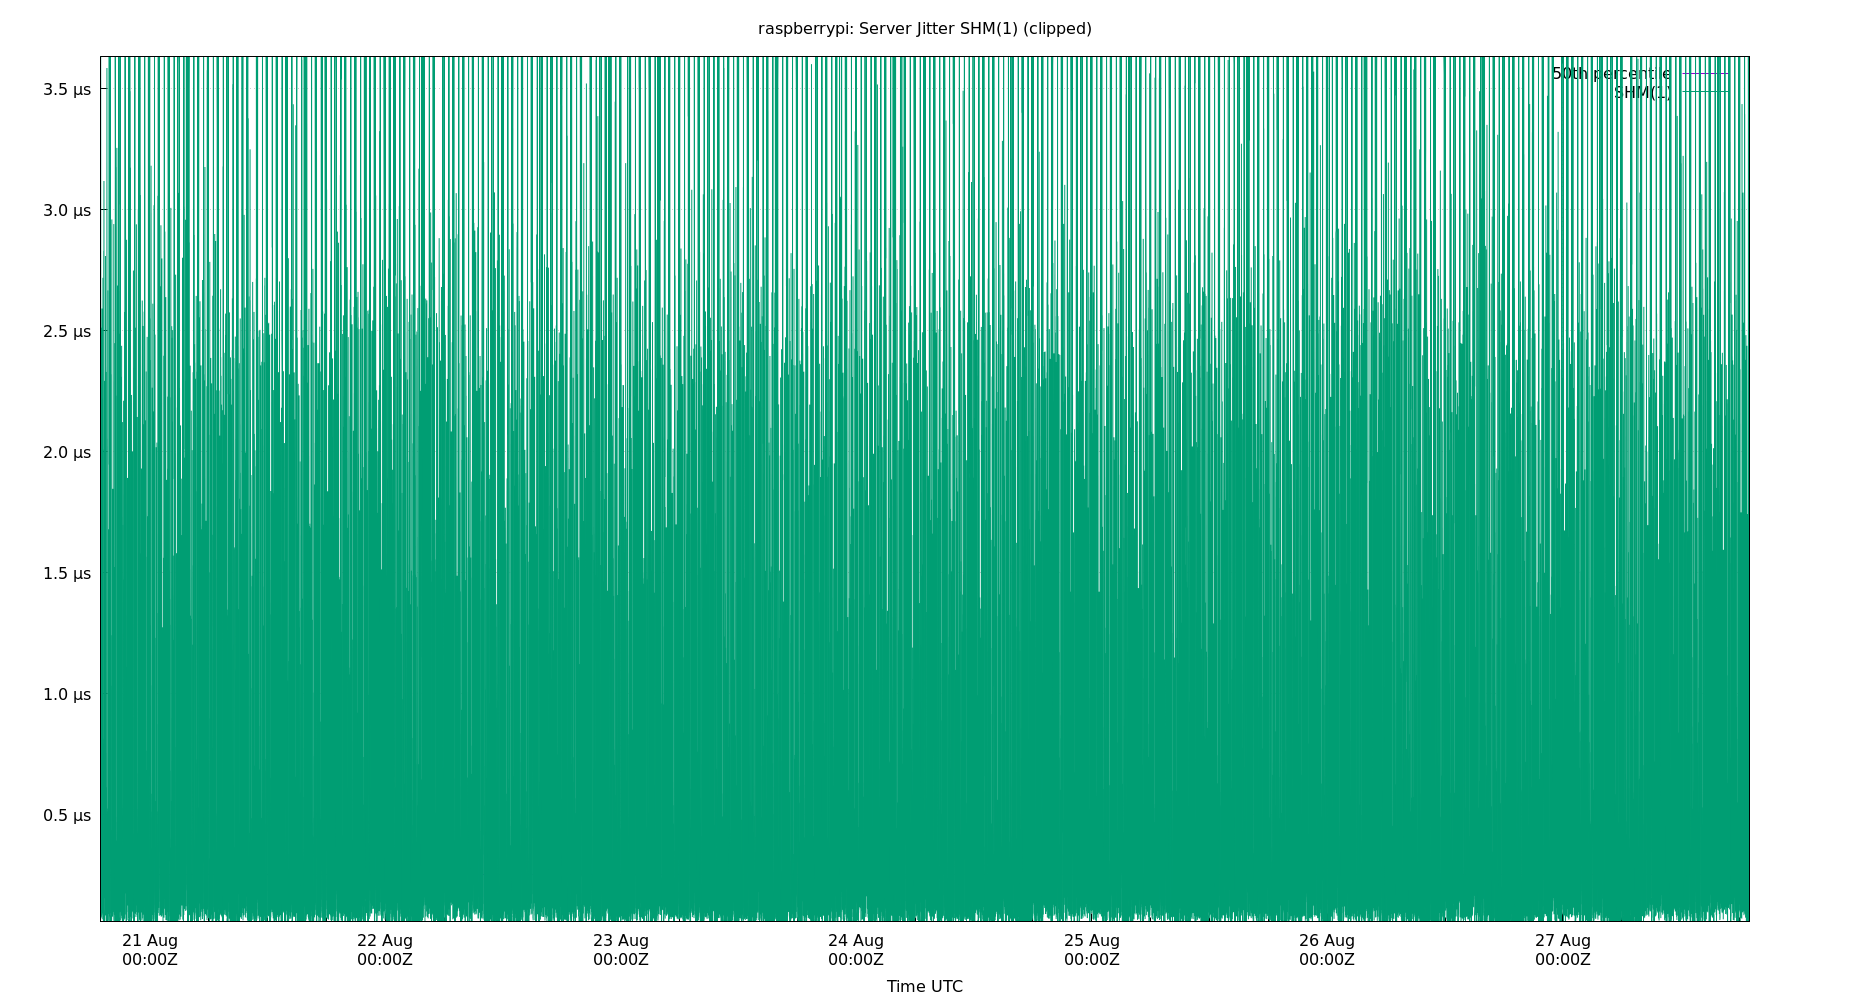 raspberrypi: Server Jitter SHM(1) (clipped)
50th percentile
SHM(1)
3.5 µs
3.0 µs
2.5 µs
2.0 µs
1.5 µs
1.0 µs
0.5 µs
21 Aug
00:00Z
22 Aug
00:00Z
23 Aug
00:00Z
24 Aug
00:00Z
25 Aug
00:00Z
26 Aug
00:00Z
27 Aug
00:00Z
Time UTC